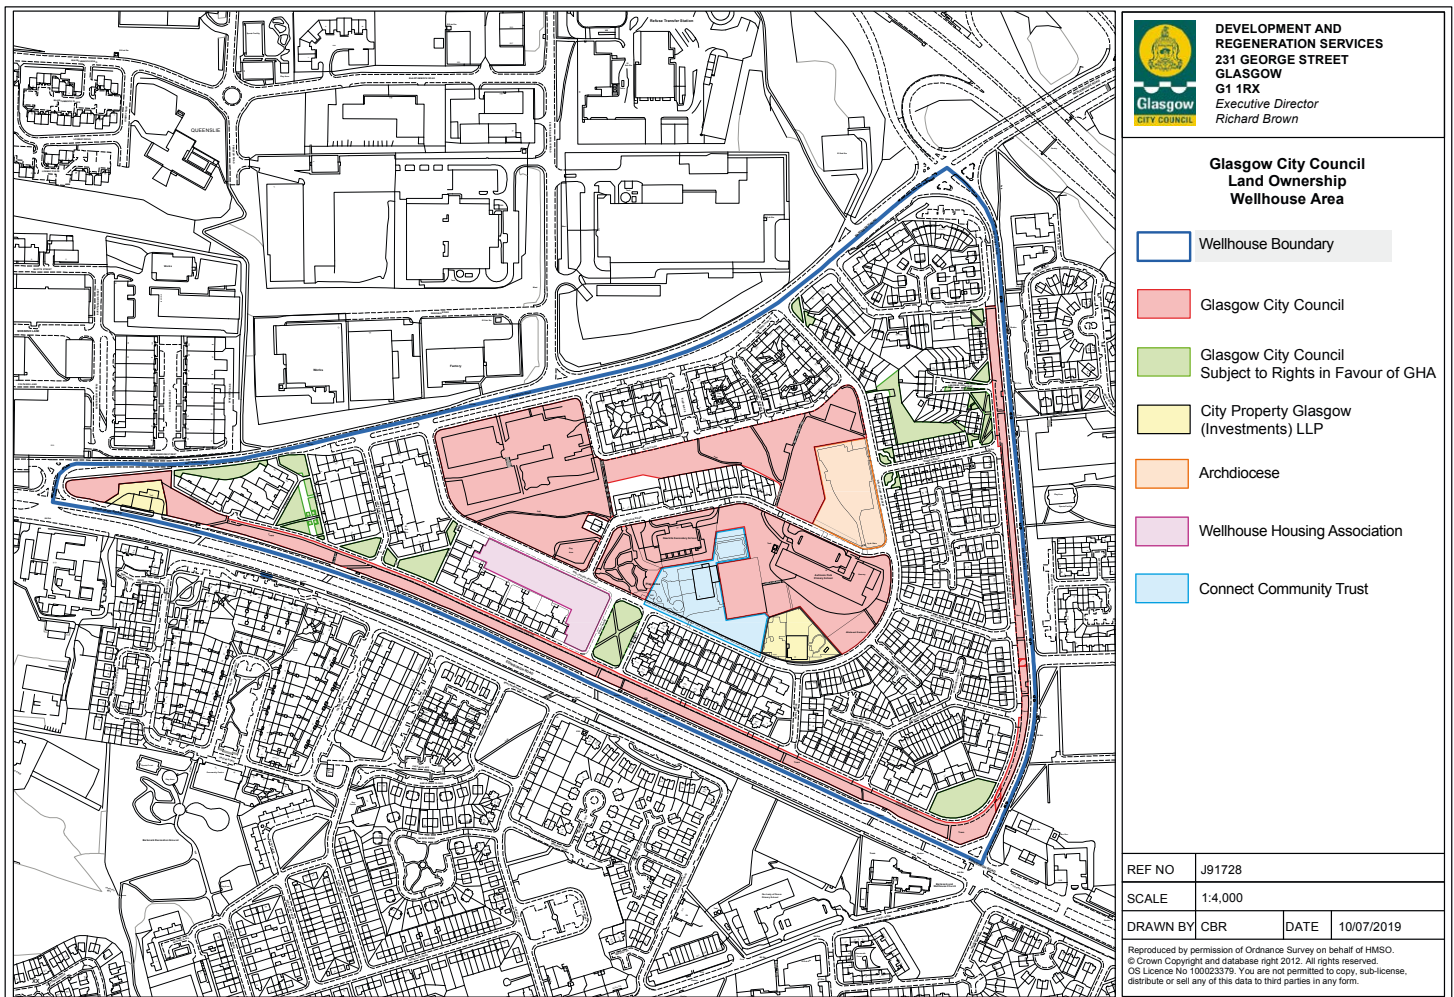 Refuse Transfer Station
QUEENSLIE
Works
Factory
Glasgow
CITY COUNCIL
DEVELOPMENT AND
REGENERATION SERVICES
231 GEORGE STREET
GLASGOW
G1 1RX
Executive Director
Richard Brown
Glasgow City Council
Land Ownership
Wellhouse Area
Wellhouse Boundary
Glasgow City Council
Glasgow City Council
Subject to Rights in Favour of GHA
City Property Glasgow
(Investments) LLP
Archdiocese
Wellhouse Housing Association
Connect Community Trust
REF NO J91728
SCALE 1:4,000
DRAWN BY CBR DATE 10/07/2019
Reproduced by permission of Ordnance Survey on behalf of HMSO.
© Crown Copyright and database right 2012. All rights reserved.
OS Licence No 100023379. You are not permitted to copy, sub-license,
distribute or sell any of this data to third parties in any form.